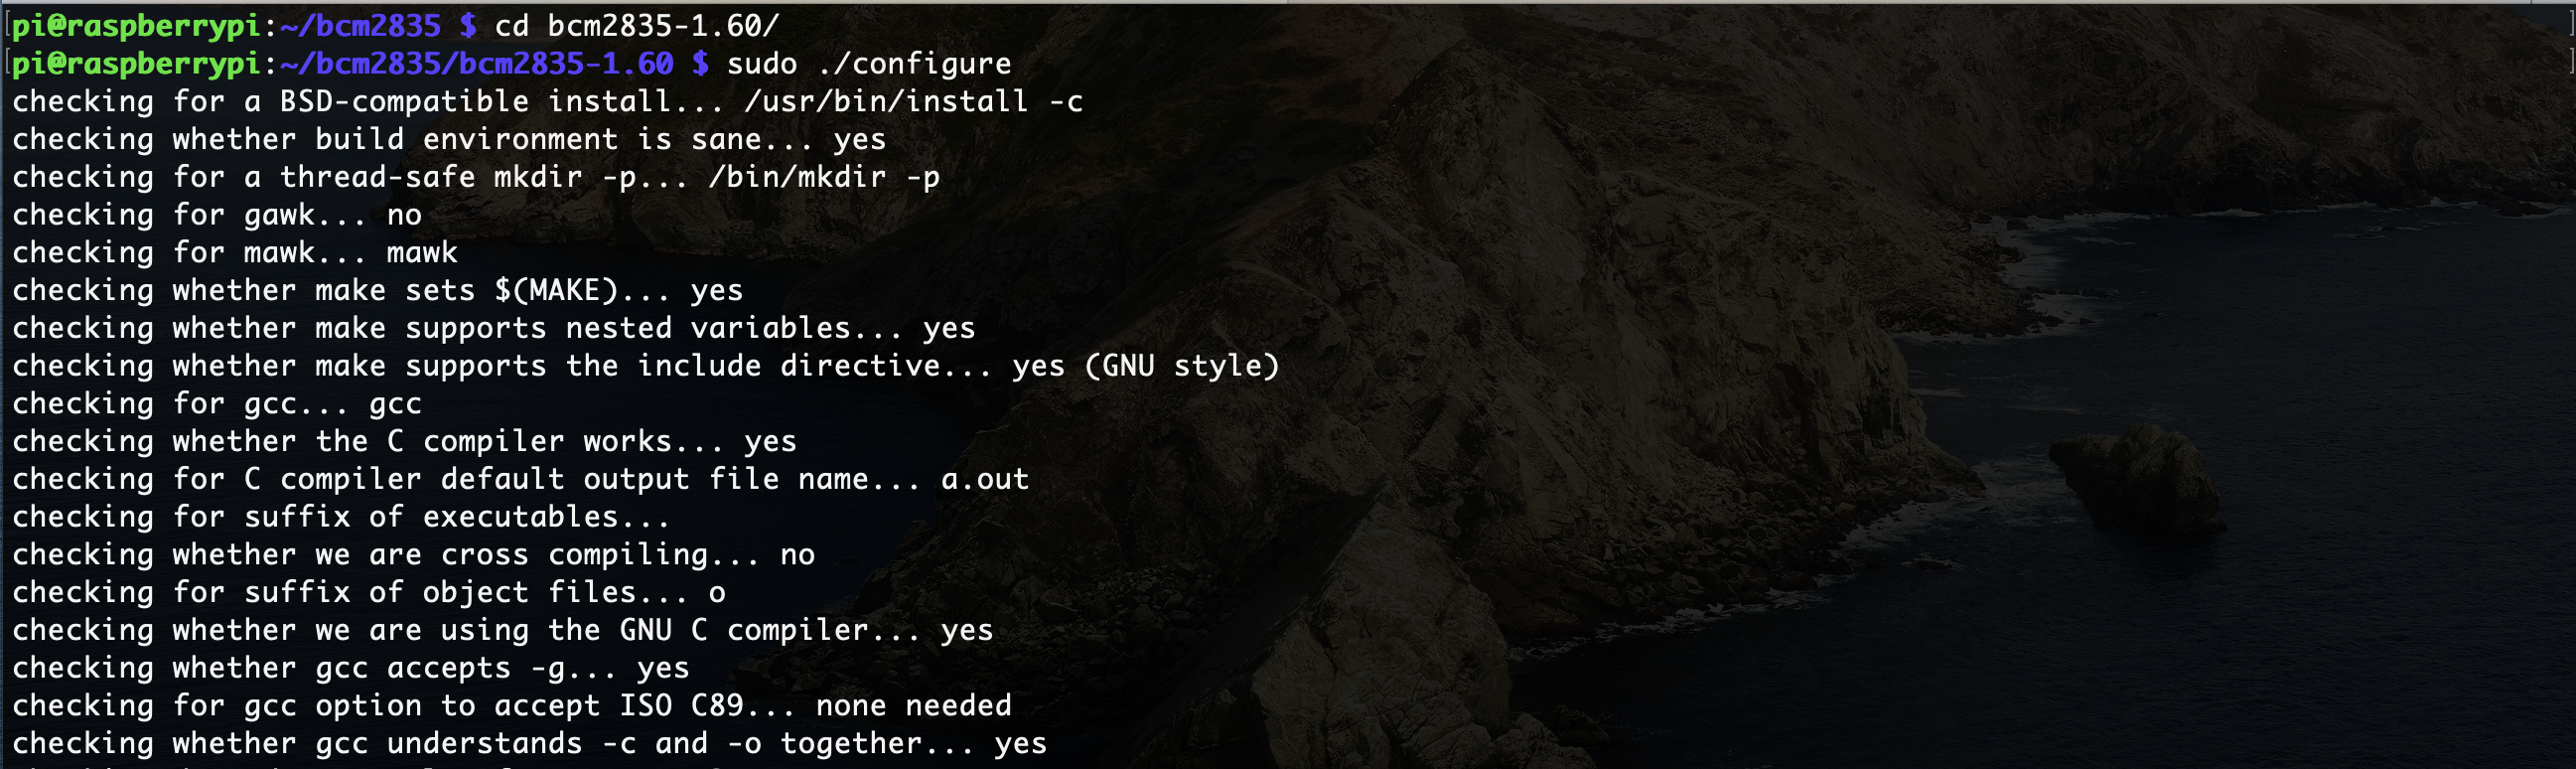 pi@raspberrypi:~/bcm2835 $ cd bcm2835-1.60/
pi@raspberrypi:~/bcm2835/bcm2835-1.60 $ sudo ./configure
checking for a BSD-compatible install... /usr/bin/install -c
checking whether build environment is sane... yes
checking for a thread-safe mkdir -p... /bin/mkdir -p
checking for gawk... no
checking for mawk... mawk
checking whether make sets $(MAKE)... yes
checking whether make supports nested variables... yes
checking whether make supports the include directive... yes (GNU style)
checking for gcc... gcc
checking whether the C compiler works... yes
checking for C compiler default output file name... a.out
checking for suffix of executables...
checking whether we are cross compiling... no
checking for suffix of object files... o
checking whether we are using the GNU C compiler... yes
checking whether gcc accepts -g... yes
checking for gcc option to accept ISO C89... none needed
checking whether gcc understands -c and -o together... yes